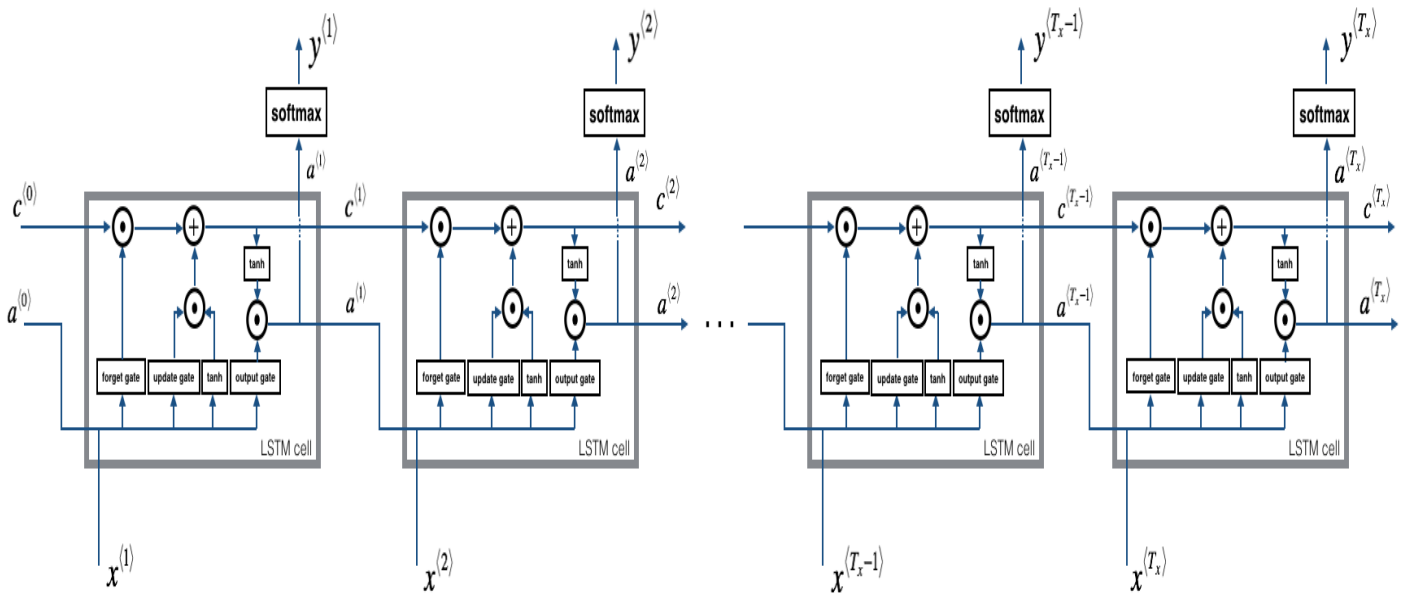 y⟨1⟩ y⟨2⟩ y⟨Tx−1⟩ y⟨Tx⟩
softmax softmax softmax softmax
a⟨1⟩ a⟨2⟩ a⟨Tx−1⟩ a⟨Tx⟩
c⟨0⟩ c⟨1⟩ c⟨2⟩ c⟨Tx−1⟩ c⟨Tx⟩
+ + + +
tanh tanh tanh tanh
a⟨0⟩ a⟨1⟩ a⟨2⟩ ... a⟨Tx−1⟩ a⟨Tx⟩
forget gate update gate tanh output gate forget gate update gate tanh output gate forget gate update gate tanh output gate forget gate update gate tanh output gate
LSTM cell LSTM cell LSTM cell LSTM cell
x⟨1⟩ x⟨2⟩ x⟨Tx−1⟩ x⟨Tx⟩